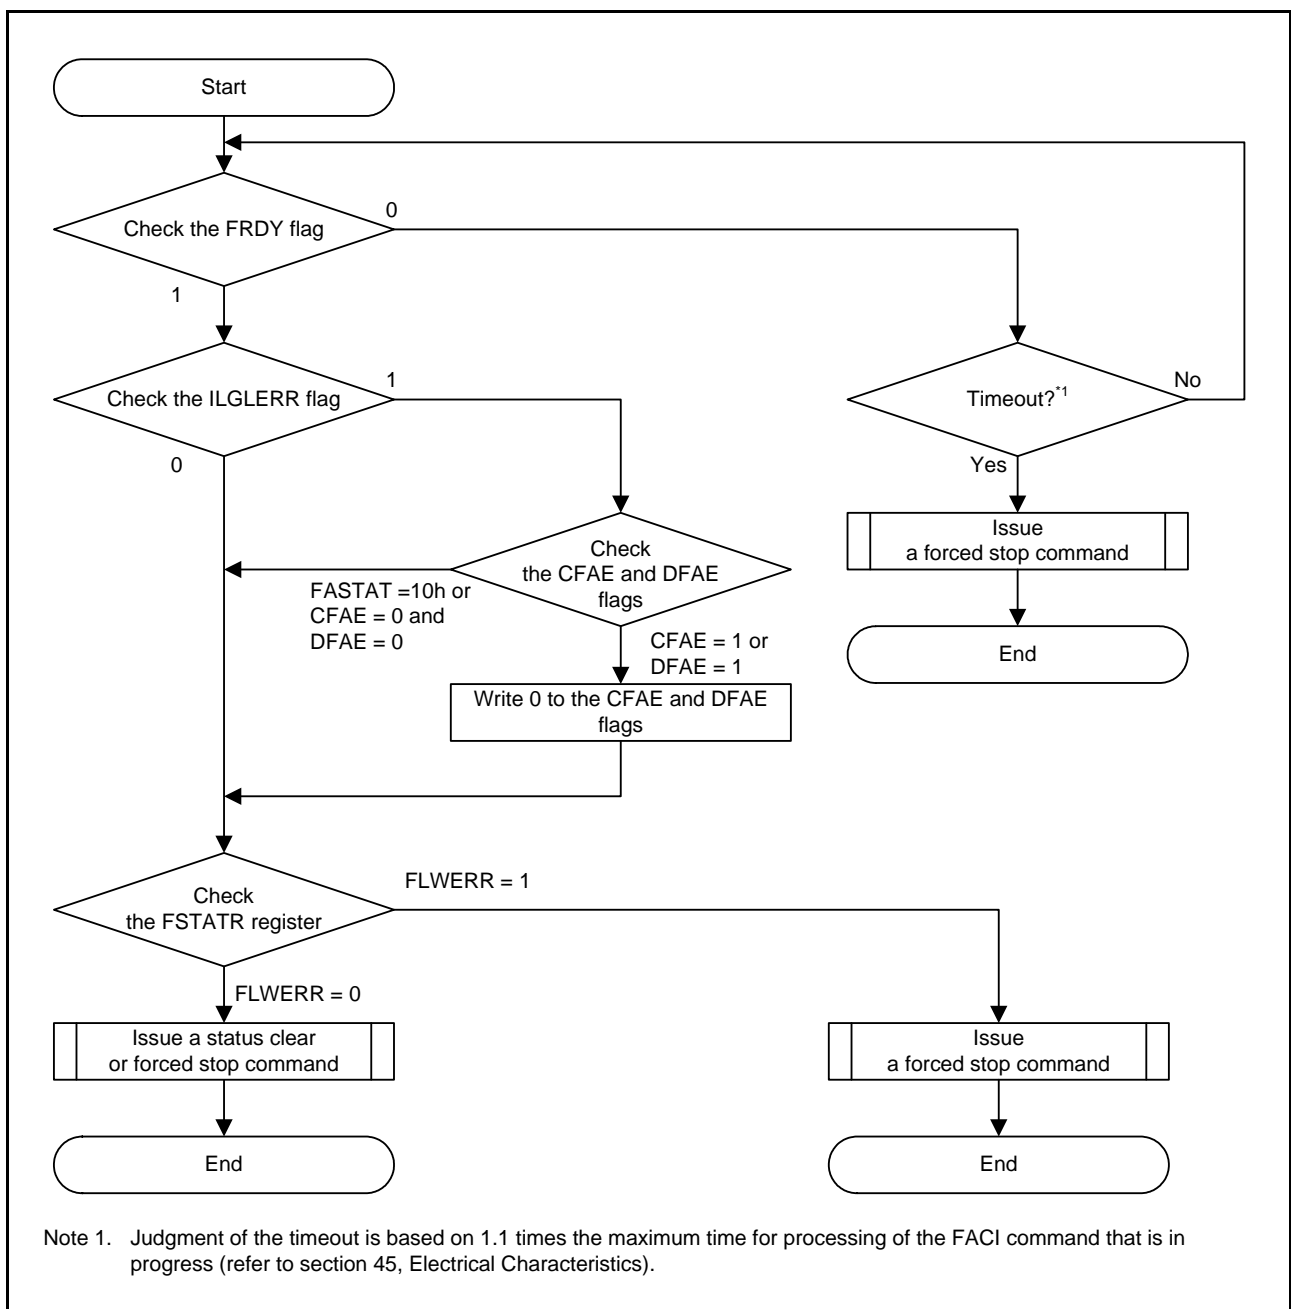 Start
Check the FRDY flag
0
1
Check the ILGLERR flag
1
0
Timeout?*1
No
Yes
Issue
a forced stop command
End
Check
the CFAE and DFAE
flags
FASTAT =10h or
CFAE = 0 and
DFAE = 0
CFAE = 1 or
DFAE = 1
Write 0 to the CFAE and DFAE
flags
Check
the FSTATR register
FLWERR = 1
FLWERR = 0
Issue a status clear
or forced stop command
End
Issue
a forced stop command
End
Note 1. Judgment of the timeout is based on 1.1 times the maximum time for processing of the FACI command that is in
progress (refer to section 45, Electrical Characteristics).